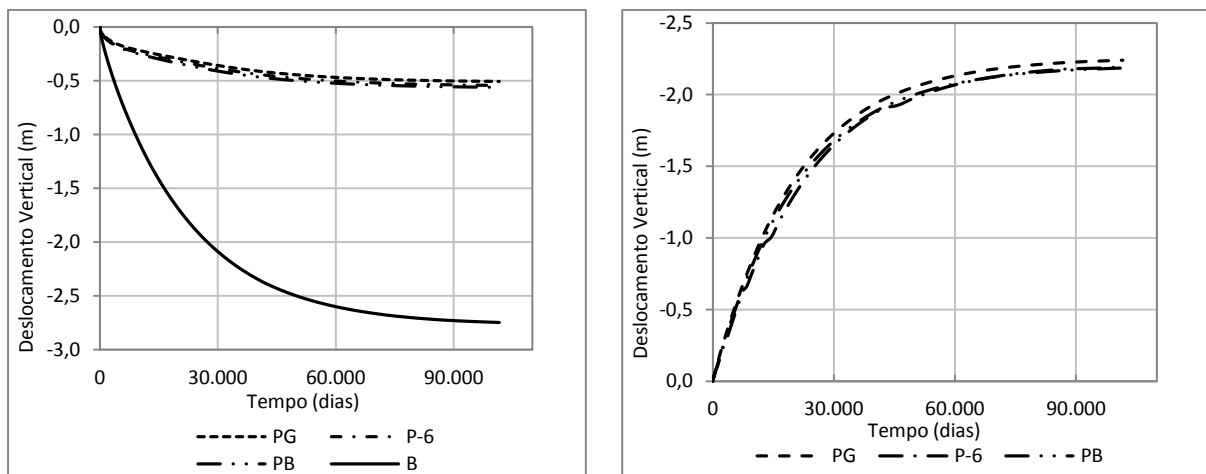 0,0
-0,5
-1,0
-1,5
-2,0
-2,5
-3,0
Deslocamento Vertical (m)
0 30.000 60.000 90.000
Tempo (dias)
PG P-6
PB B
-2,5
-2,0
-1,5
-1,0
-0,5
0,0
Deslocamento Vertical (m)
0 30.000 60.000 90.000
Tempo (dias)
PG P-6 PB